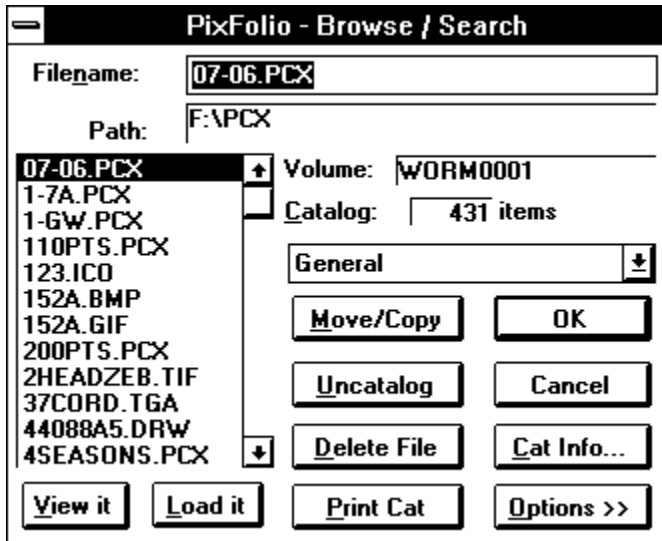 PixFolio - Browse / Search
Filename: 07-06.PCX
Path: F:\PCX
07-06.PCX
1-7A.PCX
1-GW.PCX
110PTS.PCX
123.ICO
152A.BMP
152A.GIF
200PTS.PCX
2HEADZEB.TIF
37CORD.TGA
44088A5.DRW
4SEASONS.PCX
Volume: WORM0001
Catalog: 431 items
General
Move/Copy OK
Uncatalog Cancel
Delete File Cat Info...
View it Load it Print Cat Options >>